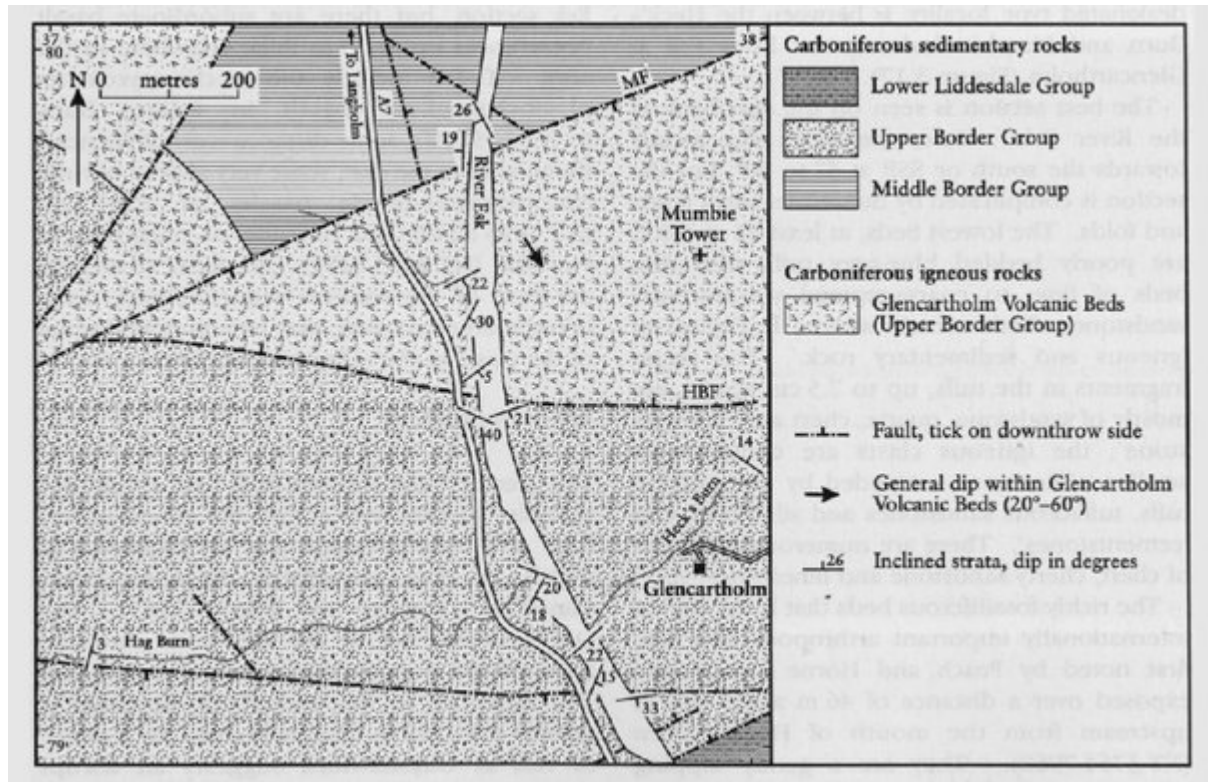 37
80
N 0 metres 200
To Langholm
A7
26
19
River Esk
MF
38
Mumbie
Tower
22
30
5
HBF
21
40
14
Heck's Burn
Glencartholm
20
18
3 Hag Burn
22
15
33
79
Carboniferous sedimentary rocks
Lower Liddesdale Group
Upper Border Group
Middle Border Group
Carboniferous igneous rocks
Glencartholm Volcanic Beds
(Upper Border Group)
Fault, tick on downthrow side
General dip within Glencartholm
Volcanic Beds (20°–60°)
26 Inclined strata, dip in degrees